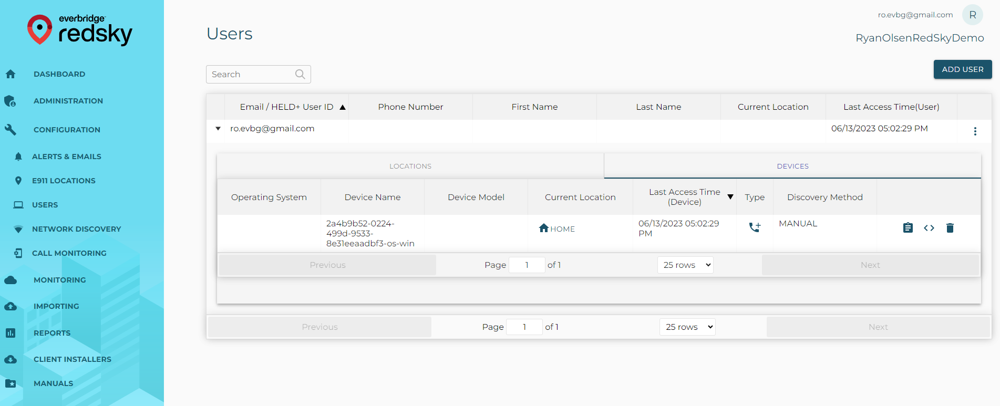 everbridge™
redsky
DASHBOARD
ADMINISTRATION
CONFIGURATION
ALERTS & EMAILS
E911 LOCATIONS
USERS
NETWORK DISCOVERY
CALL MONITORING
MONITORING
IMPORTING
REPORTS
CLIENT INSTALLERS
MANUALS
ro.evbg@gmail.com R
RyanOlsenRedSkyDemo
Users
Search
ADD USER
Email / HELD+ User ID Phone Number First Name Last Name Current Location Last Access Time(User)
ro.evbg@gmail.com 06/13/2023 05:02:29 PM
LOCATIONS DEVICES
Operating System Device Name Device Model Current Location Last Access Time
(Device) Type Discovery Method
2a4b9b52-0224-
499d-9533-
8e31eeaadbf3-os-win
HOME
06/13/2023 05:02:29
PM
MANUAL
Previous Page 1 of 1 25 rows Next
Previous Page 1 of 1 25 rows Next